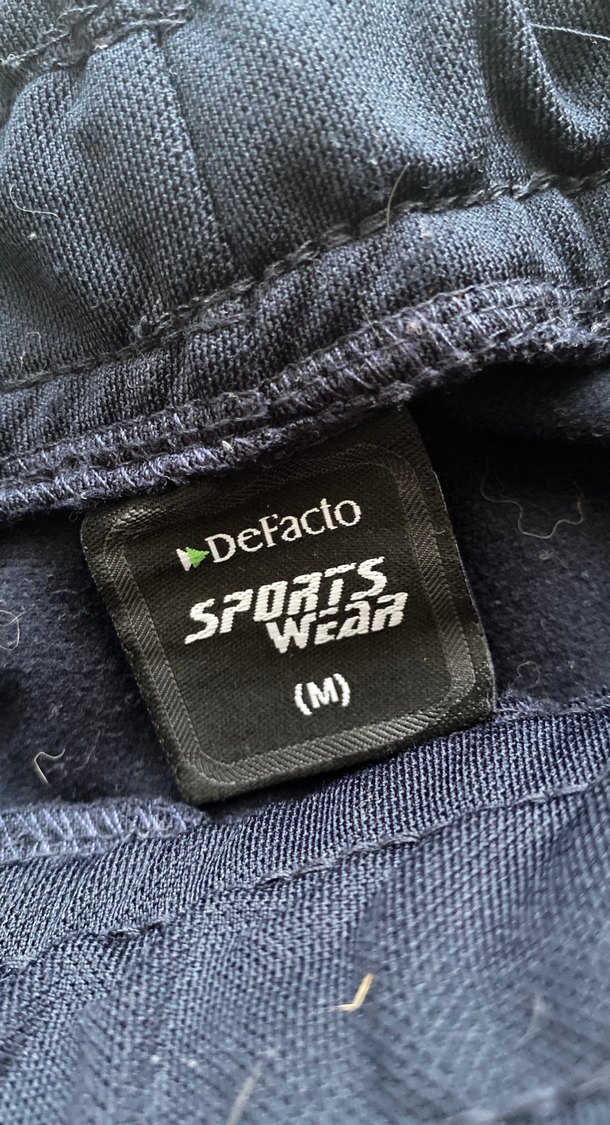 DeFacto
SPORTS
WEAR
(M)